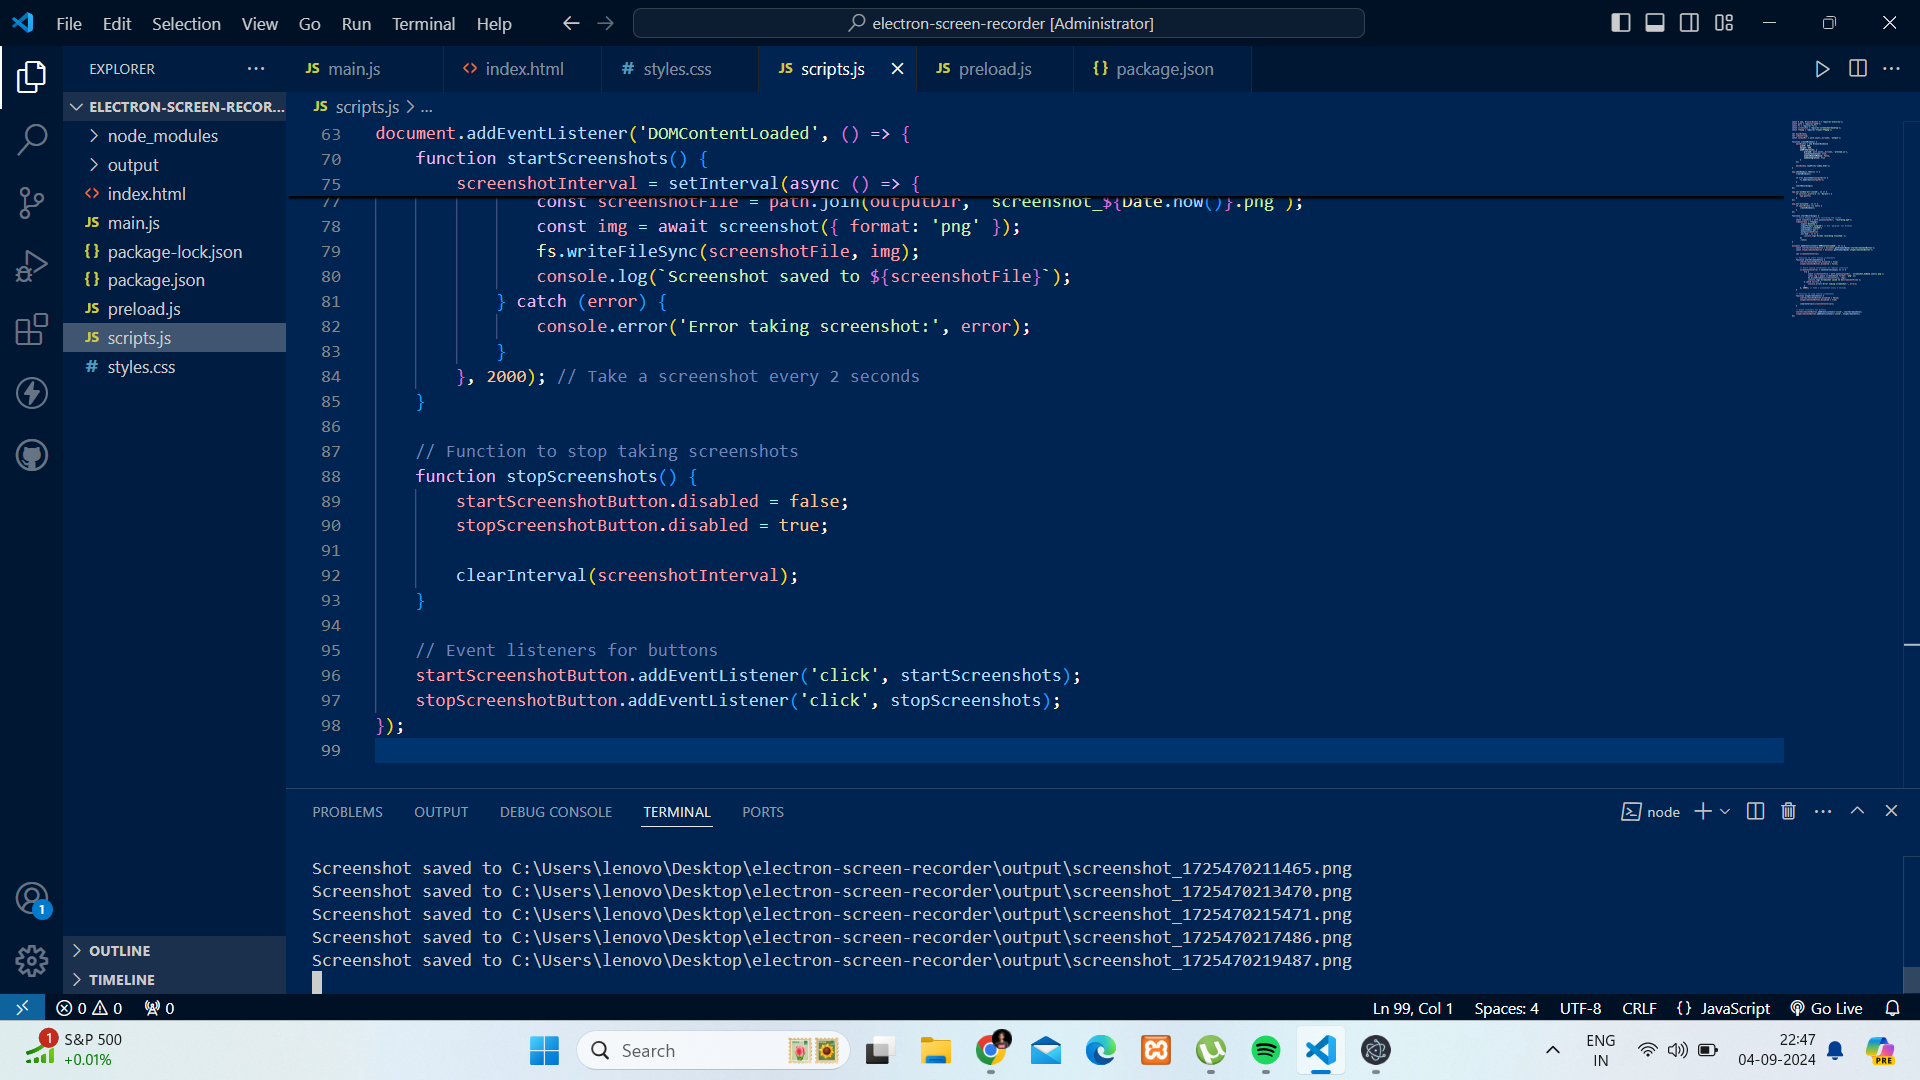 File Edit Selection View Go Run Terminal Help
electron-screen-recorder [Administrator]
EXPLORER
ELECTRON-SCREEN-RECOR...
node_modules
output
index.html
main.js
package-lock.json
package.json
preload.js
scripts.js
styles.css
OUTLINE
TIMELINE
main.js
index.html
styles.css
scripts.js
preload.js
package.json
JS scripts.js > ...
63 document.addEventListener('DOMContentLoaded', () => {
70 function startScreenshots() {
75 screenshotInterval = setInterval(async () => {
77 const screenshotFile = path.join(outputDir, `screenshot_${Date.now()}.png`);
78 const img = await screenshot({ format: 'png' });
79 fs.writeFileSync(screenshotFile, img);
80 console.log(`Screenshot saved to ${screenshotFile}`);
81 } catch (error) {
82 console.error('Error taking screenshot:', error);
83 }
84 }, 2000); // Take a screenshot every 2 seconds
85 }
86
87 // Function to stop taking screenshots
88 function stopScreenshots() {
89 startScreenshotButton.disabled = false;
90 stopScreenshotButton.disabled = true;
91
92 clearInterval(screenshotInterval);
93 }
94
95 // Event listeners for buttons
96 startScreenshotButton.addEventListener('click', startScreenshots);
97 stopScreenshotButton.addEventListener('click', stopScreenshots);
98 });
99
PROBLEMS OUTPUT DEBUG CONSOLE TERMINAL PORTS
node
Screenshot saved to C:\Users\lenovo\Desktop\electron-screen-recorder\output\screenshot_1725470211465.png
Screenshot saved to C:\Users\lenovo\Desktop\electron-screen-recorder\output\screenshot_1725470213470.png
Screenshot saved to C:\Users\lenovo\Desktop\electron-screen-recorder\output\screenshot_1725470215471.png
Screenshot saved to C:\Users\lenovo\Desktop\electron-screen-recorder\output\screenshot_1725470217486.png
Screenshot saved to C:\Users\lenovo\Desktop\electron-screen-recorder\output\screenshot_1725470219487.png
1
0 0 0
Ln 99, Col 1 Spaces: 4 UTF-8 CRLF {} JavaScript Go Live
1
S&P 500
+0.01%
Search
ENG
IN
22:47
04-09-2024
PRE